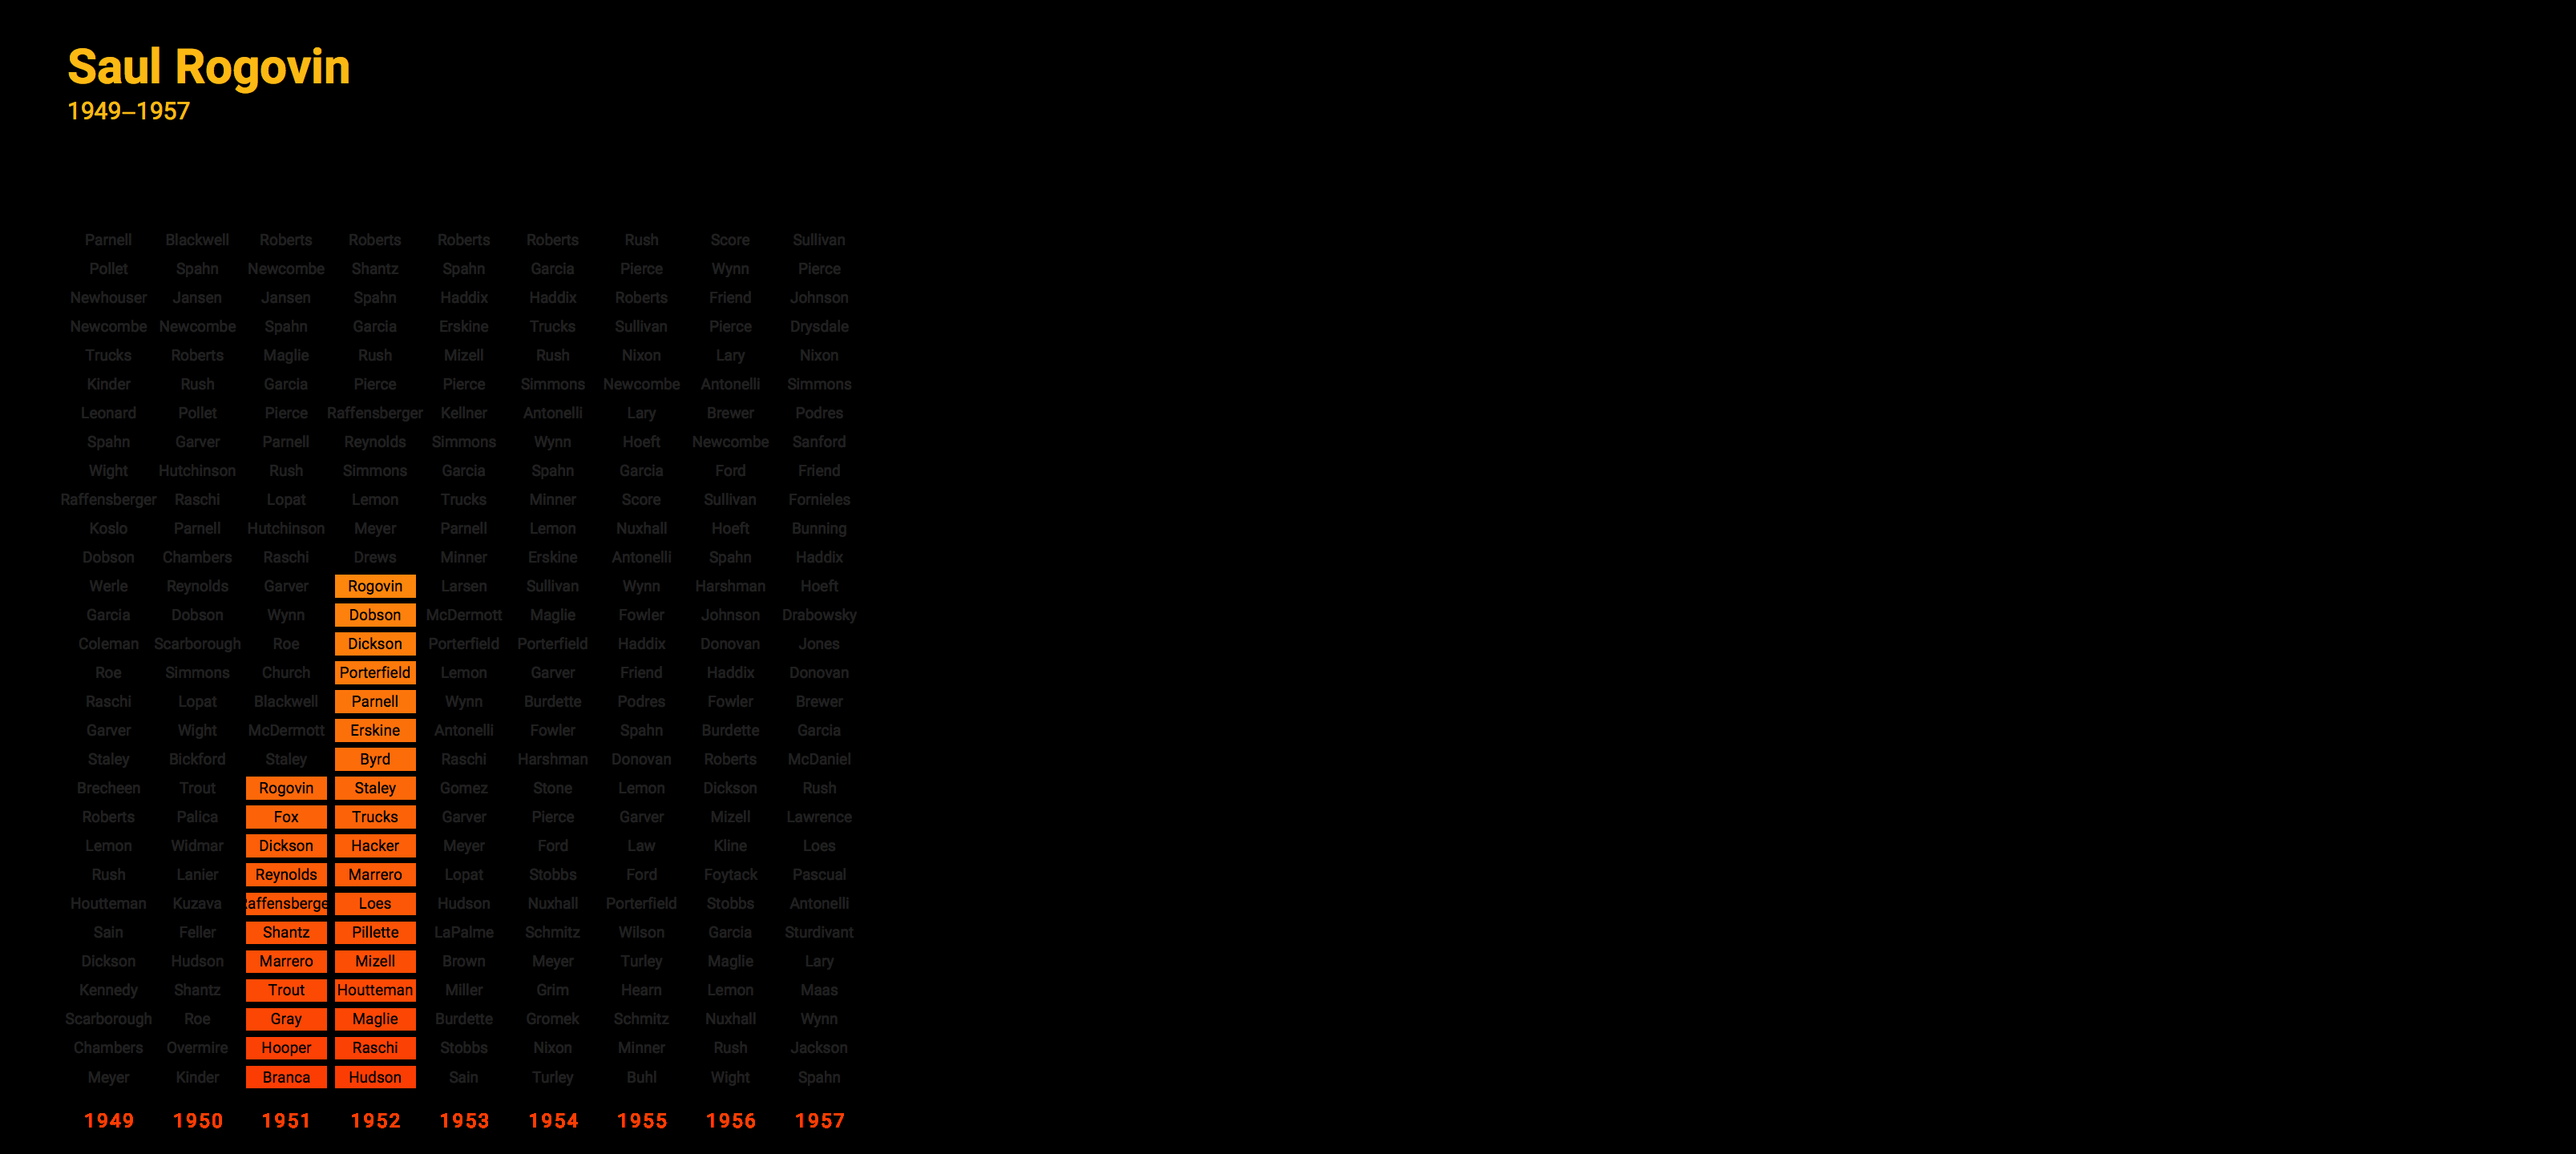 Saul Rogovin
1949–1957
Parnell Blackwell Roberts Roberts Roberts Roberts Rush Score Sullivan
Pollet Spahn Newcombe Shantz Spahn Garcia Pierce Wynn Pierce
Newhouser Jansen Jansen Spahn Haddix Haddix Roberts Friend Johnson
Newcombe Newcombe Spahn Garcia Erskine Trucks Sullivan Pierce Drysdale
Trucks Roberts Maglie Rush Mizell Rush Nixon Lary Nixon
Kinder Rush Garcia Pierce Pierce Simmons Newcombe Antonelli Simmons
Leonard Pollet Pierce Raffensberger Kellner Antonelli Lary Brewer Podres
Spahn Garver Parnell Reynolds Simmons Wynn Hoeft Newcombe Sanford
Wight Hutchinson Rush Simmons Garcia Spahn Garcia Ford Friend
Raffensberger Raschi Lopat Lemon Trucks Minner Score Sullivan Fornieles
Koslo Parnell Hutchinson Meyer Parnell Lemon Nuxhall Hoeft Bunning
Dobson Chambers Raschi Drews Minner Erskine Antonelli Spahn Haddix
Werle Reynolds Garver Rogovin Larsen Sullivan Wynn Harshman Hoeft
Garcia Dobson Wynn Dobson McDermott Maglie Fowler Johnson Drabowsky
Coleman Scarborough Roe Dickson Porterfield Porterfield Haddix Donovan Jones
Roe Simmons Church Porterfield Lemon Garver Friend Haddix Donovan
Raschi Lopat Blackwell Parnell Wynn Burdette Podres Fowler Brewer
Garver Wight McDermott Erskine Antonelli Fowler Spahn Burdette Garcia
Staley Bickford Staley Byrd Raschi Harshman Donovan Roberts McDaniel
Brecheen Trout Rogovin Staley Gomez Stone Lemon Dickson Rush
Roberts Palica Fox Trucks Garver Pierce Garver Mizell Lawrence
Lemon Widmar Dickson Hacker Meyer Ford Law Kline Loes
Rush Lanier Reynolds Marrero Lopat Stobbs Ford Foytack Pascual
Houtteman Kuzava affensberge Loes Hudson Nuxhall Porterfield Stobbs Antonelli
Sain Feller Shantz Pillette LaPalme Schmitz Wilson Garcia Sturdivant
Dickson Hudson Marrero Mizell Brown Meyer Turley Maglie Lary
Kennedy Shantz Trout Houtteman Miller Grim Hearn Lemon Maas
Scarborough Roe Gray Maglie Burdette Gromek Schmitz Nuxhall Wynn
Chambers Overmire Hooper Raschi Stobbs Nixon Minner Rush Jackson
Meyer Kinder Branca Hudson Sain Turley Buhl Wight Spahn
1949 1950 1951 1952 1953 1954 1955 1956 1957